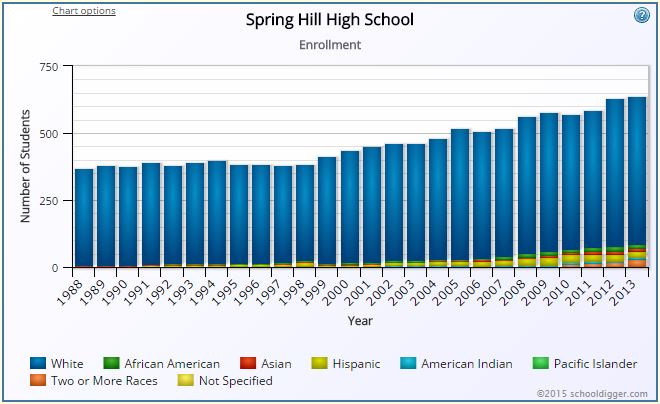 Chart options
Spring Hill High School
?
Enrollment
Number of Students
750
500
250
0
1988 1989 1990 1991 1992 1993 1994 1995 1996 1997 1998 1999 2000 2001 2002 2003 2004 2005 2006 2007 2008 2009 2010 2011 2012 2013
Year
White African American Asian Hispanic American Indian Pacific Islander
Two or More Races Not Specified
©2015 schooldigger.com